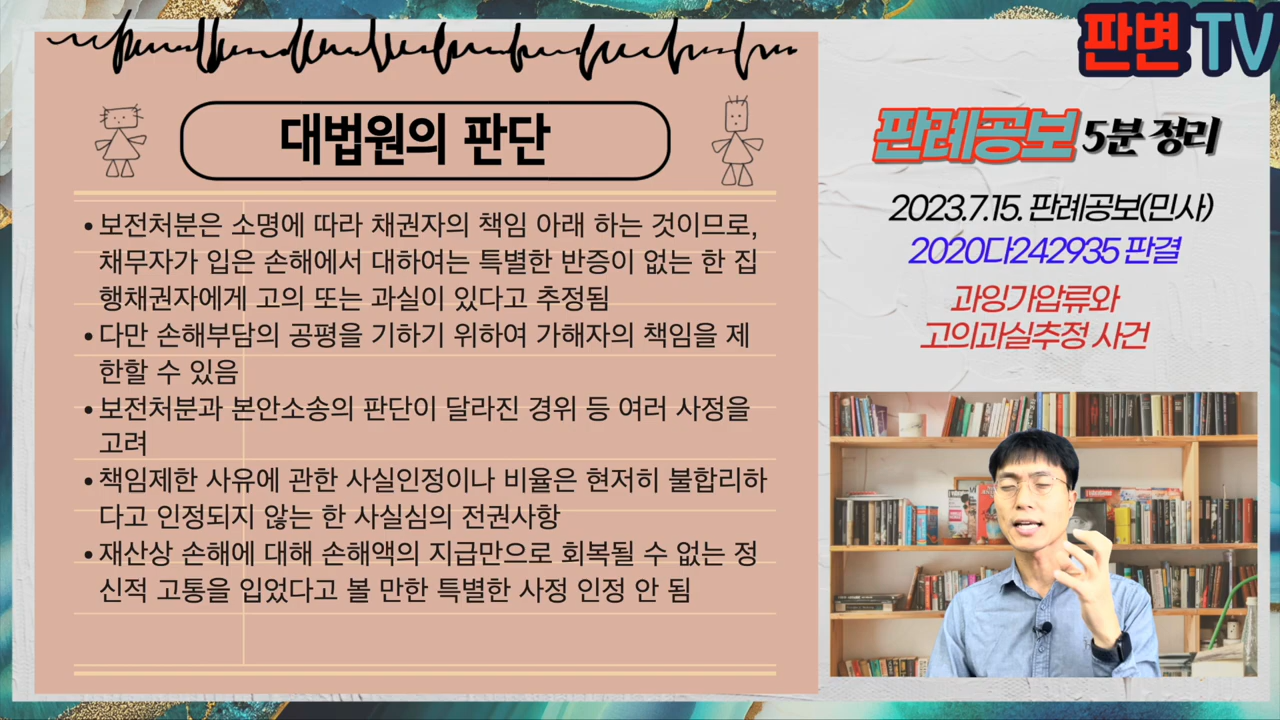 판변 TV
대법원의 판단
• 보전처분은 소명에 따라 채권자의 책임 아래 하는 것이므로,
채무자가 입은 손해에서 대하여는 특별한 반증이 없는 한 집
행채권자에게 고의 또는 과실이 있다고 추정됨
• 다만 손해부담의 공평을 기하기 위하여 가해자의 책임을 제
한할 수 있음
• 보전처분과 본안소송의 판단이 달라진 경위 등 여러 사정을
고려
• 책임제한 사유에 관한 사실인정이나 비율은 현저히 불합리하
다고 인정되지 않는 한 사실심의 전권사항
• 재산상 손해에 대해 손해액의 지급만으로 회복될 수 없는 정
신적 고통을 입었다고 볼 만한 특별한 사정 인정 안 됨
판례공보 5분 정리
2023.7.15. 판례공보(민사)
2020다242935 판결
과잉가압류와
고의과실추정 사건